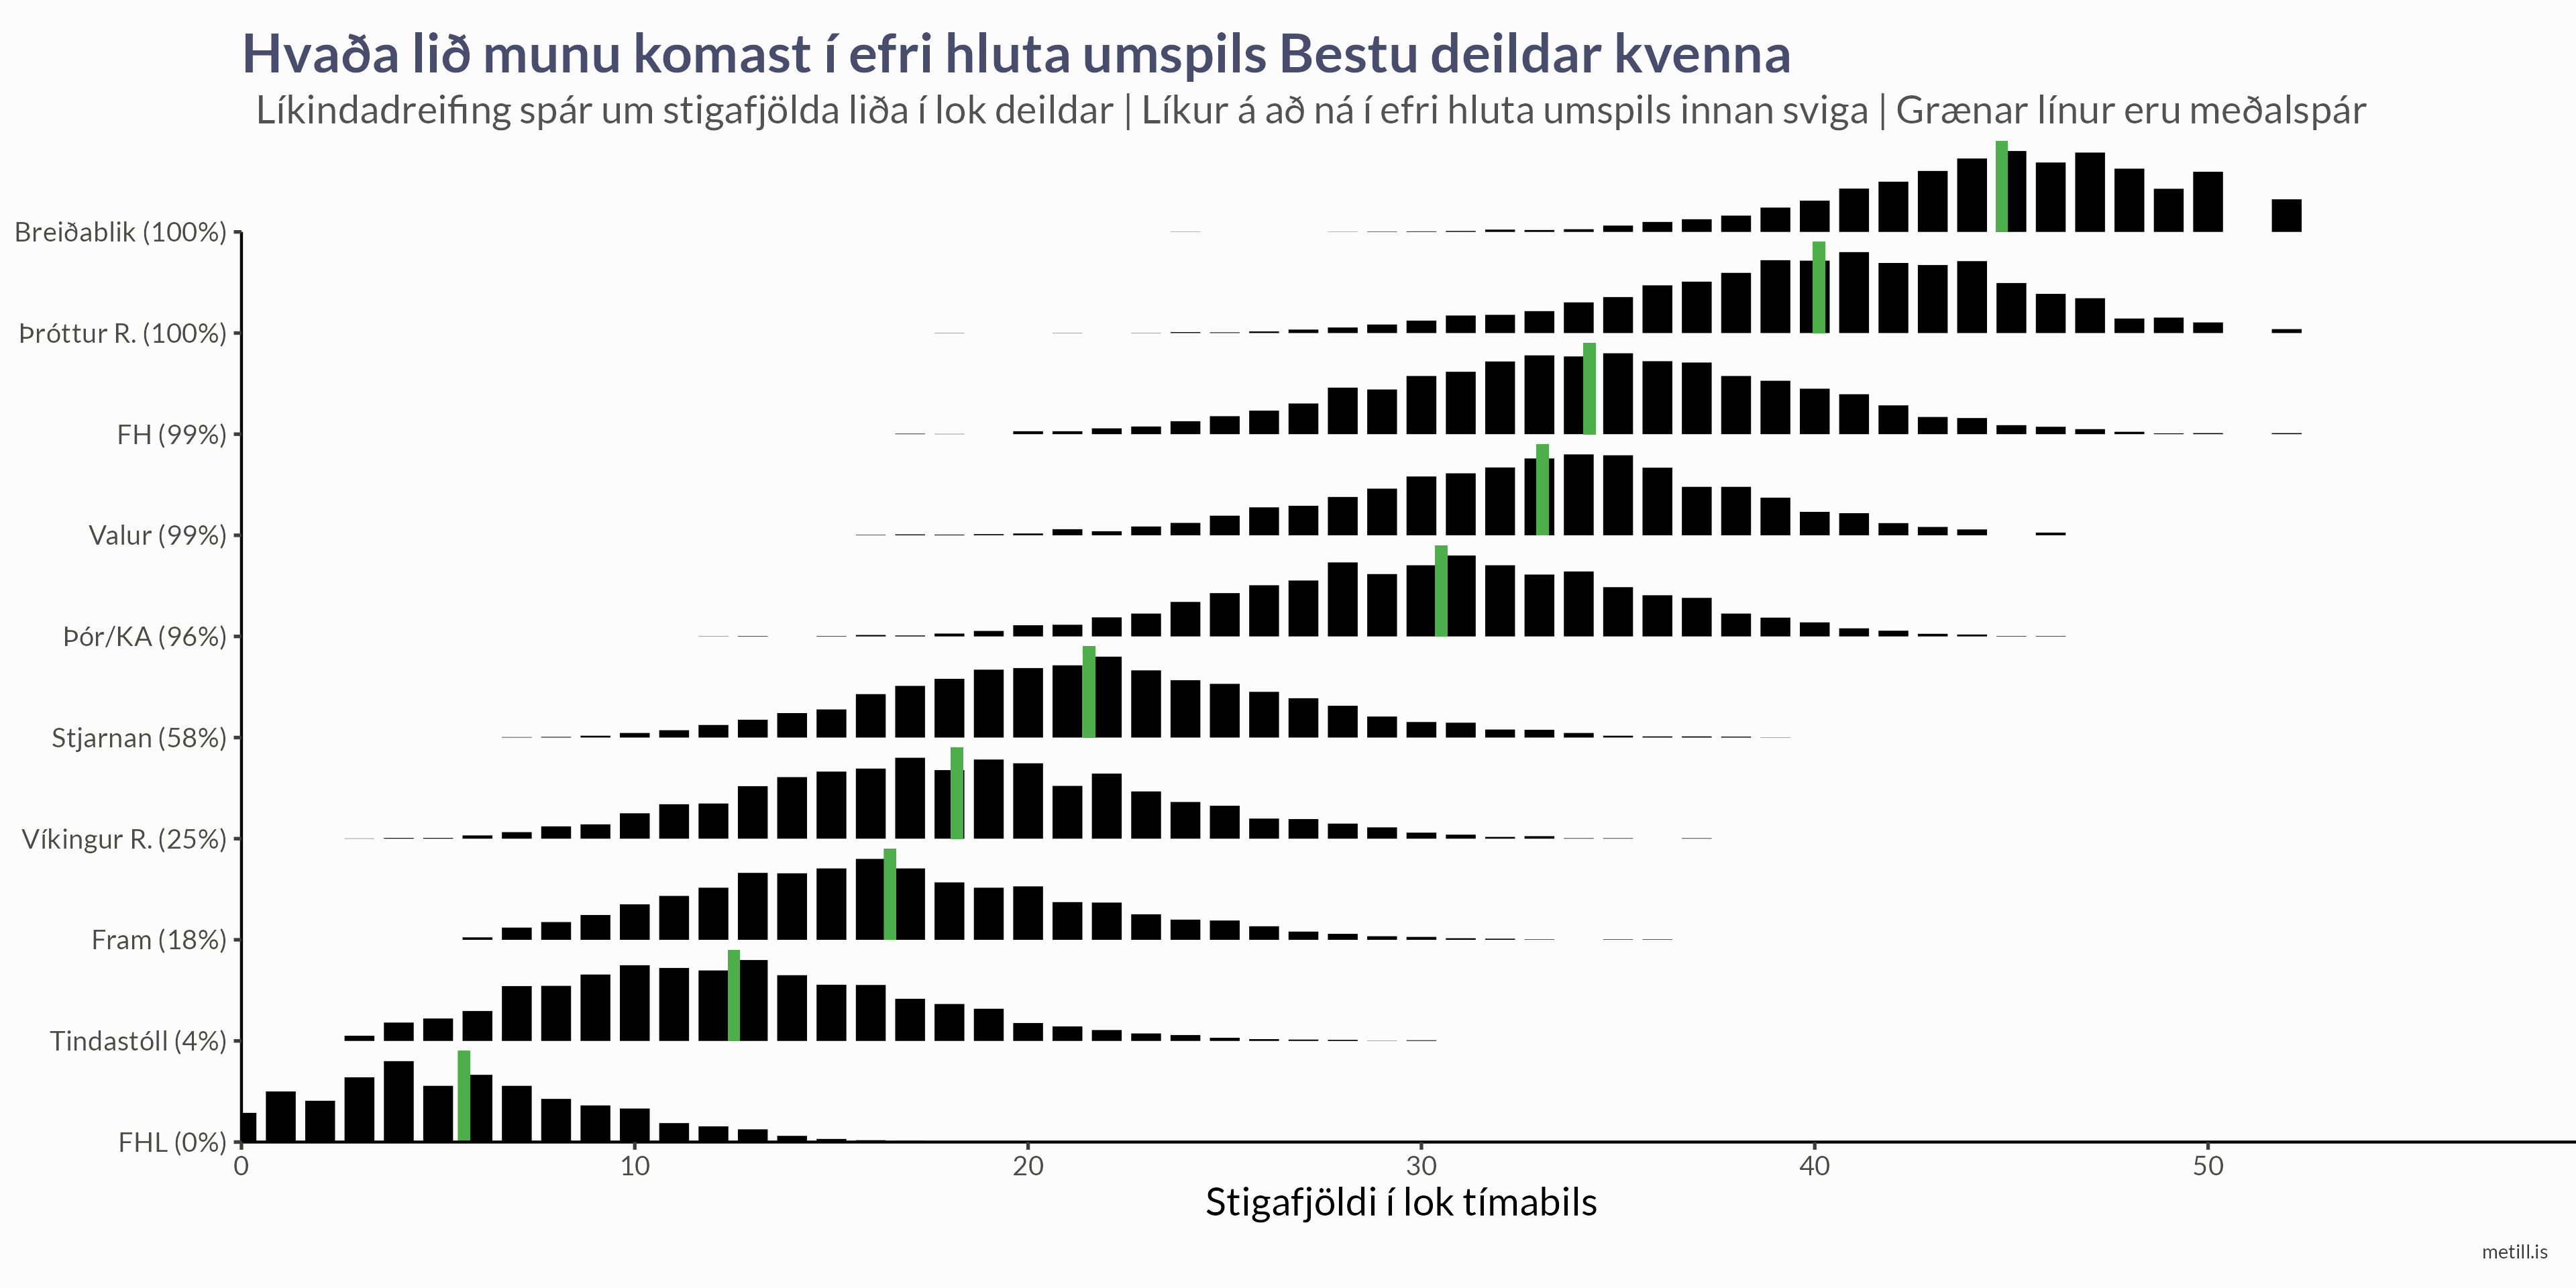 Hvaða lið munu komast í efri hluta umspils Bestu deildar kvenna
Líkindadreifing spár um stigafjölda liða í lok deildar | Líkur á að ná í efri hluta umspils innan sviga | Grænar línur eru meðalspár
Breiðablik (100%)
Þróttur R. (100%)
FH (99%)
Valur (99%)
Þór/KA (96%)
Stjarnan (58%)
Víkingur R. (25%)
Fram (18%)
Tindastóll (4%)
FHL (0%)
0 10 20 30 40 50
Stigafjöldi í lok tímabils
metill.is